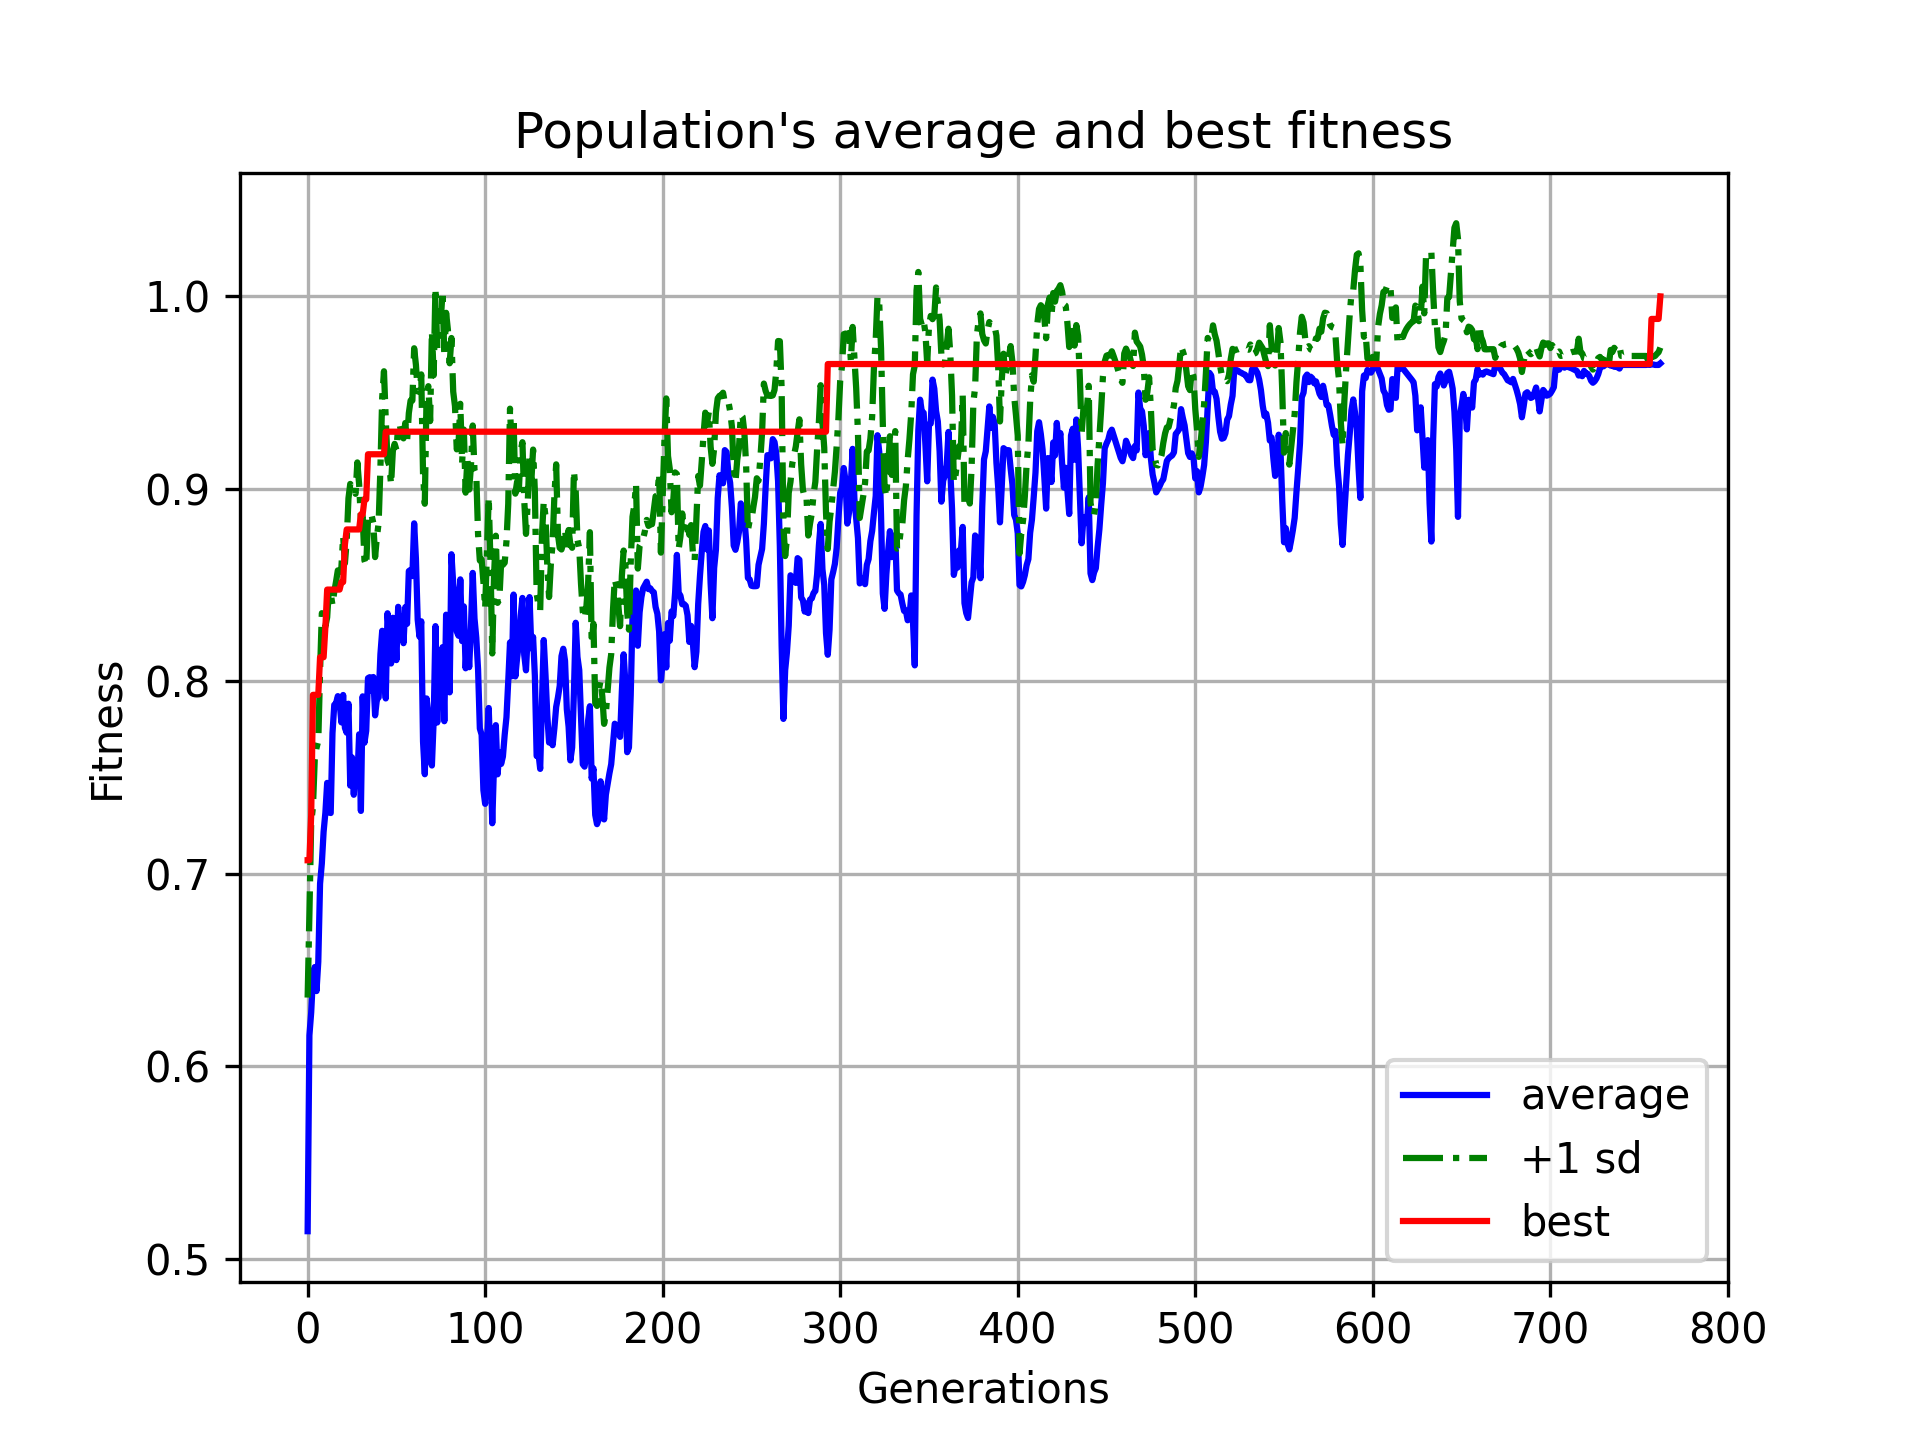 Population's average and best fitness
Fitness
1.0
0.9
0.8
0.7
0.6
0.5
0 100 200 300 400 500 600 700 800
Generations
average
+1 sd
best